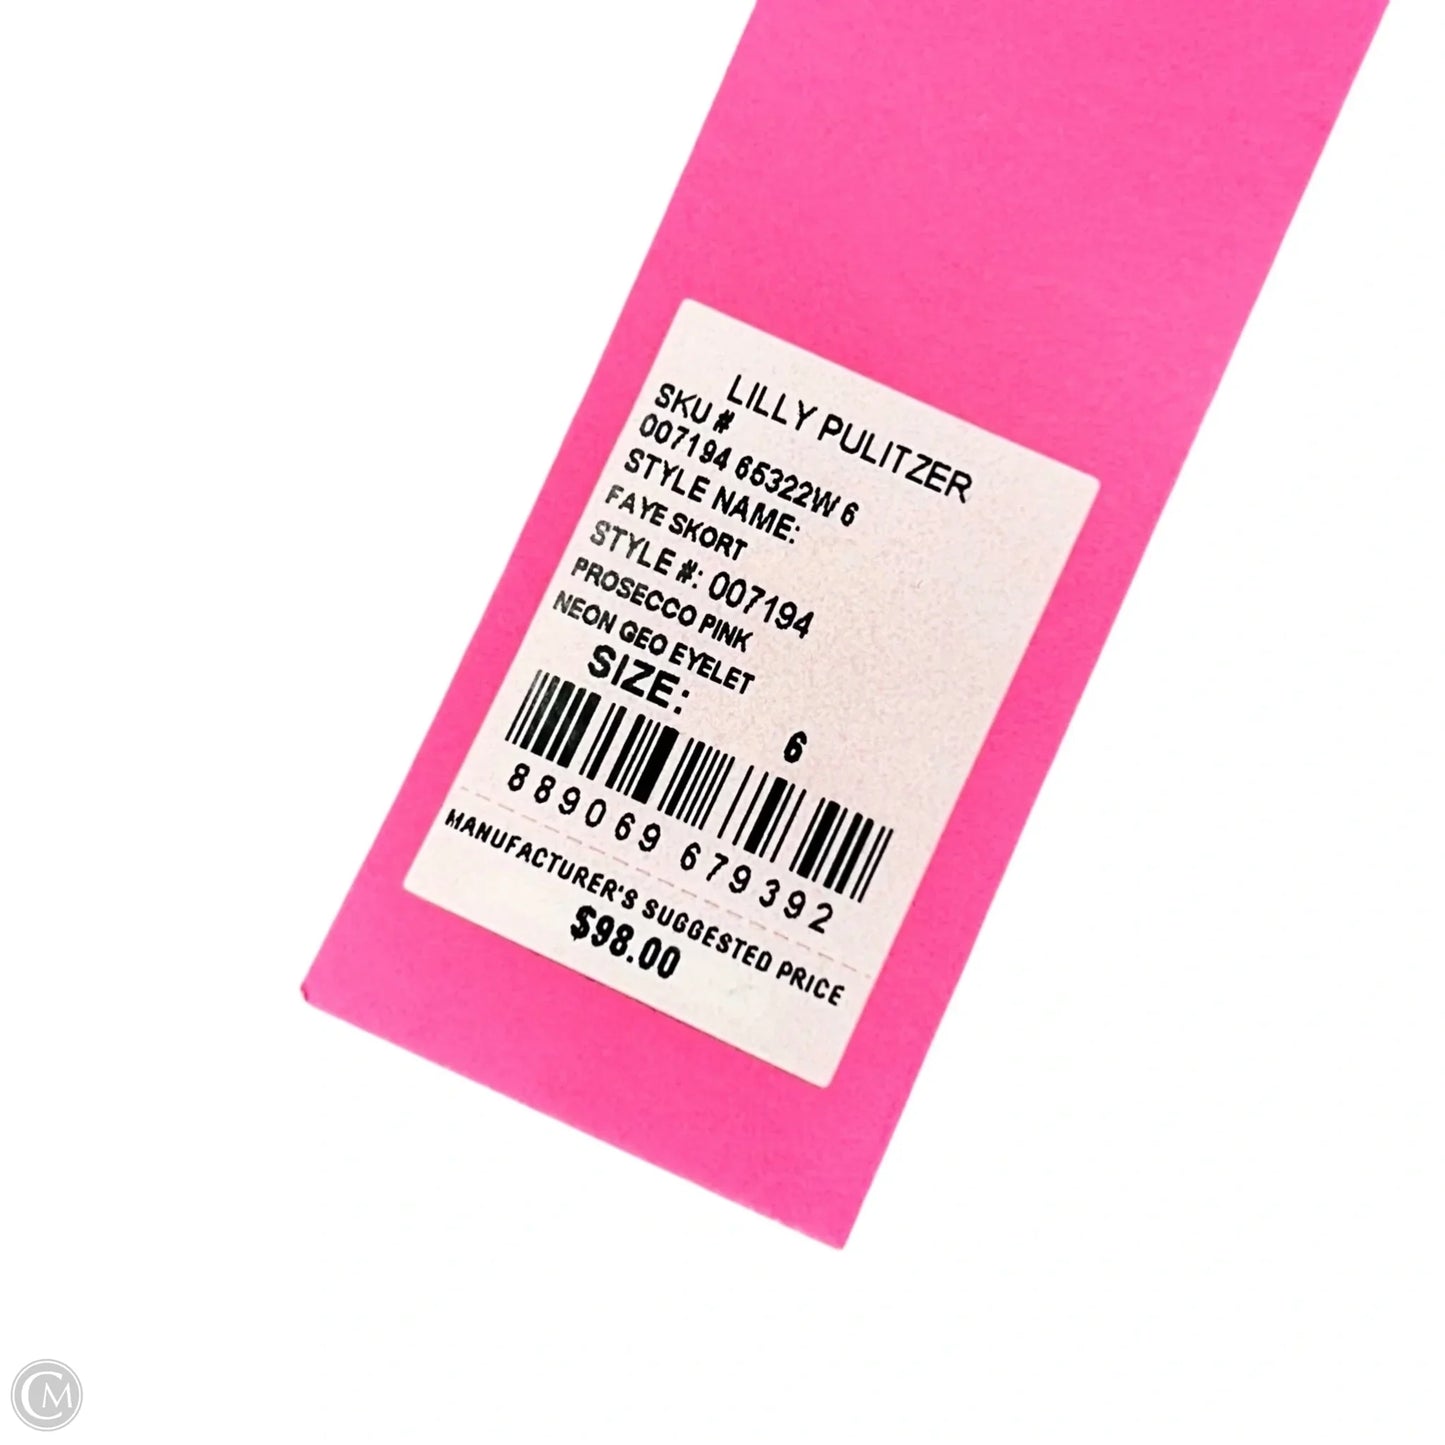 LILLY PULITZER
SKU #
007194 65322W 6
STYLE NAME:
FAYE SKORT
STYLE #: 007194
PROSECCO PINK
NEON GEO EYELET
SIZE:
6
889069 679392
MANUFACTURER'S SUGGESTED PRICE
$98.00
CM